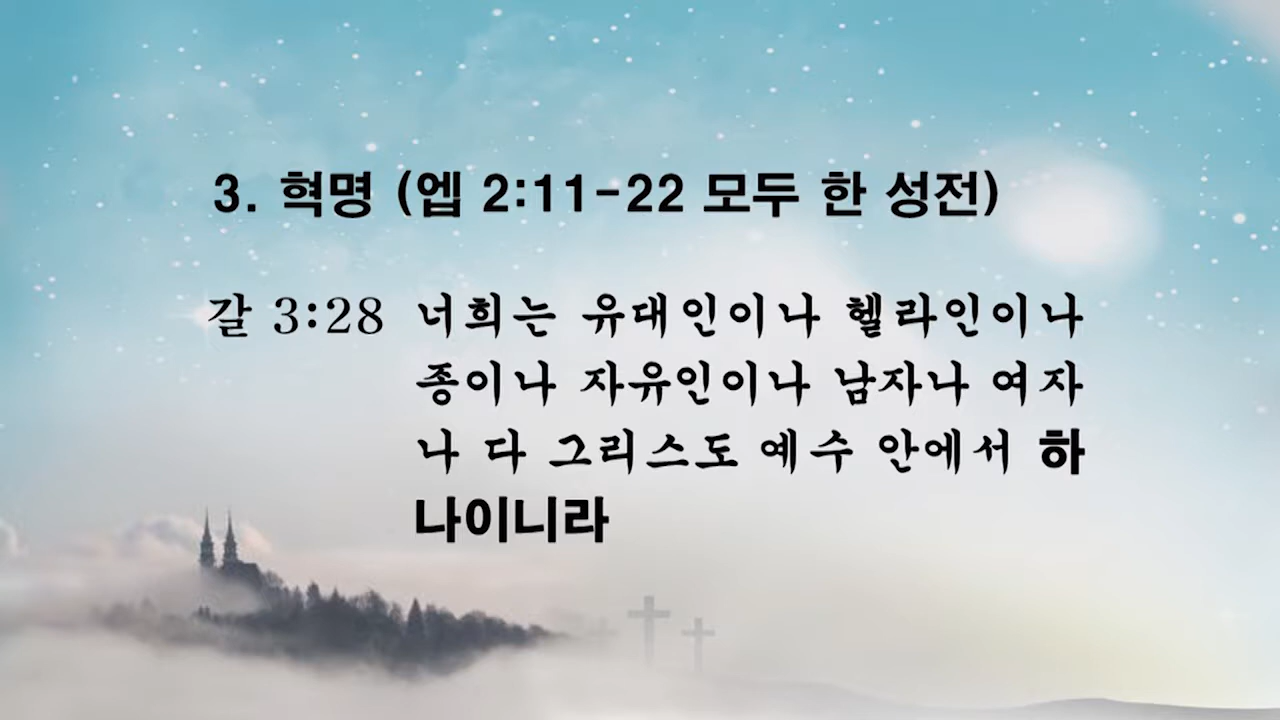 3. 혁명 (엡 2:11-22 모두 한 성전)
갈 3:28 너희는 유대인이나 헬라인이나
종이나 자유인이나 남자나 여자
나 다 그리스도 예수 안에서 하
나이니라